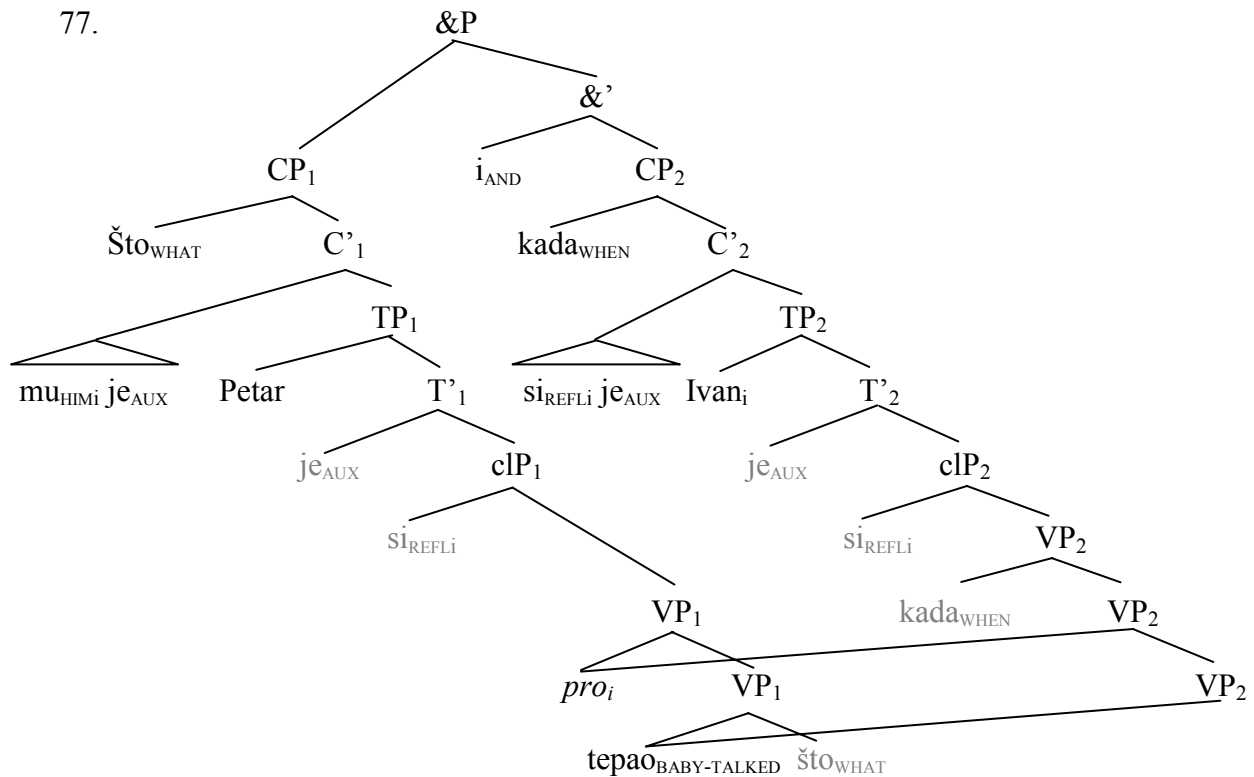 77. &P
&’
CP1 iAND CP2
ŠtoWHAT C’1 kadaWHEN C’2
TP1 TP2
muHIMi jeAUX Petar T’1 siREFLi jeAUX Ivani T’2
jeAUX clP1 jeAUX clP2
siREFLi siREFLi VP2
VP1 kadaWHEN VP2
proi VP1 VP2
tepaoBABY-TALKED štoWHAT